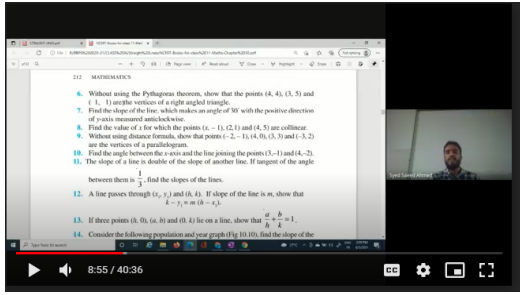 212 MATHEMATICS
6. Without using the Pythagoras theorem, show that the points (4, 4), (3, 5) and
( 1, 1) are the vertices of a right angled triangle.
7. Find the slope of the line, which makes an angle of 30° with the positive direction
of y-axis measured anticlockwise.
8. Find the value of x for which the points (x, – 1), (2,1) and (4, 5) are collinear.
9. Without using distance formula, show that points (– 2, – 1), (4, 0), (3, 3) and (–3, 2)
are the vertices of a parallelogram.
10. Find the angle between the x-axis and the line joining the points (3,–1) and (4,–2).
11. The slope of a line is double of the slope of another line. If tangent of the angle
between them is 1/3, find the slopes of the lines.
12. A line passes through (x₁, y₁) and (h, k). If slope of the line is m, show that
k – y₁ = m (h – x₁).
13. If three points (h, 0), (a, b) and (0, k) lie on a line, show that a/h + b/k = 1.
14. Consider the following population and year graph (Fig 10.10), find the slope of the
Syed Saeed Ahmed
Type here to search
8:55 / 40:36
CC